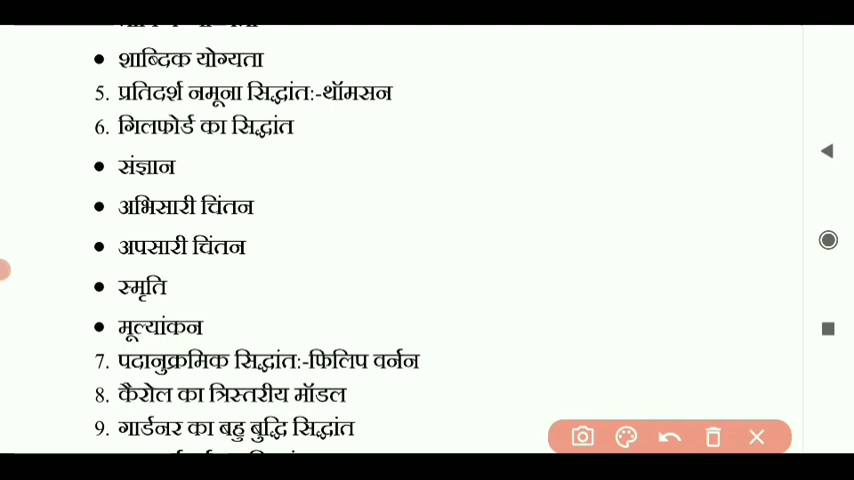 • शाब्दिक योग्यता
5. प्रतिदर्श नमूना सिद्धांत:-थॉमसन
6. गिलफोर्ड का सिद्धांत
• संज्ञान
• अभिसारी चिंतन
• अपसारी चिंतन
• स्मृति
• मूल्यांकन
7. पदानुक्रमिक सिद्धांत:-फिलिप वर्नन
8. कैरोल का त्रिस्तरीय मॉडल
9. गार्डनर का बहु बुद्धि सिद्धांत